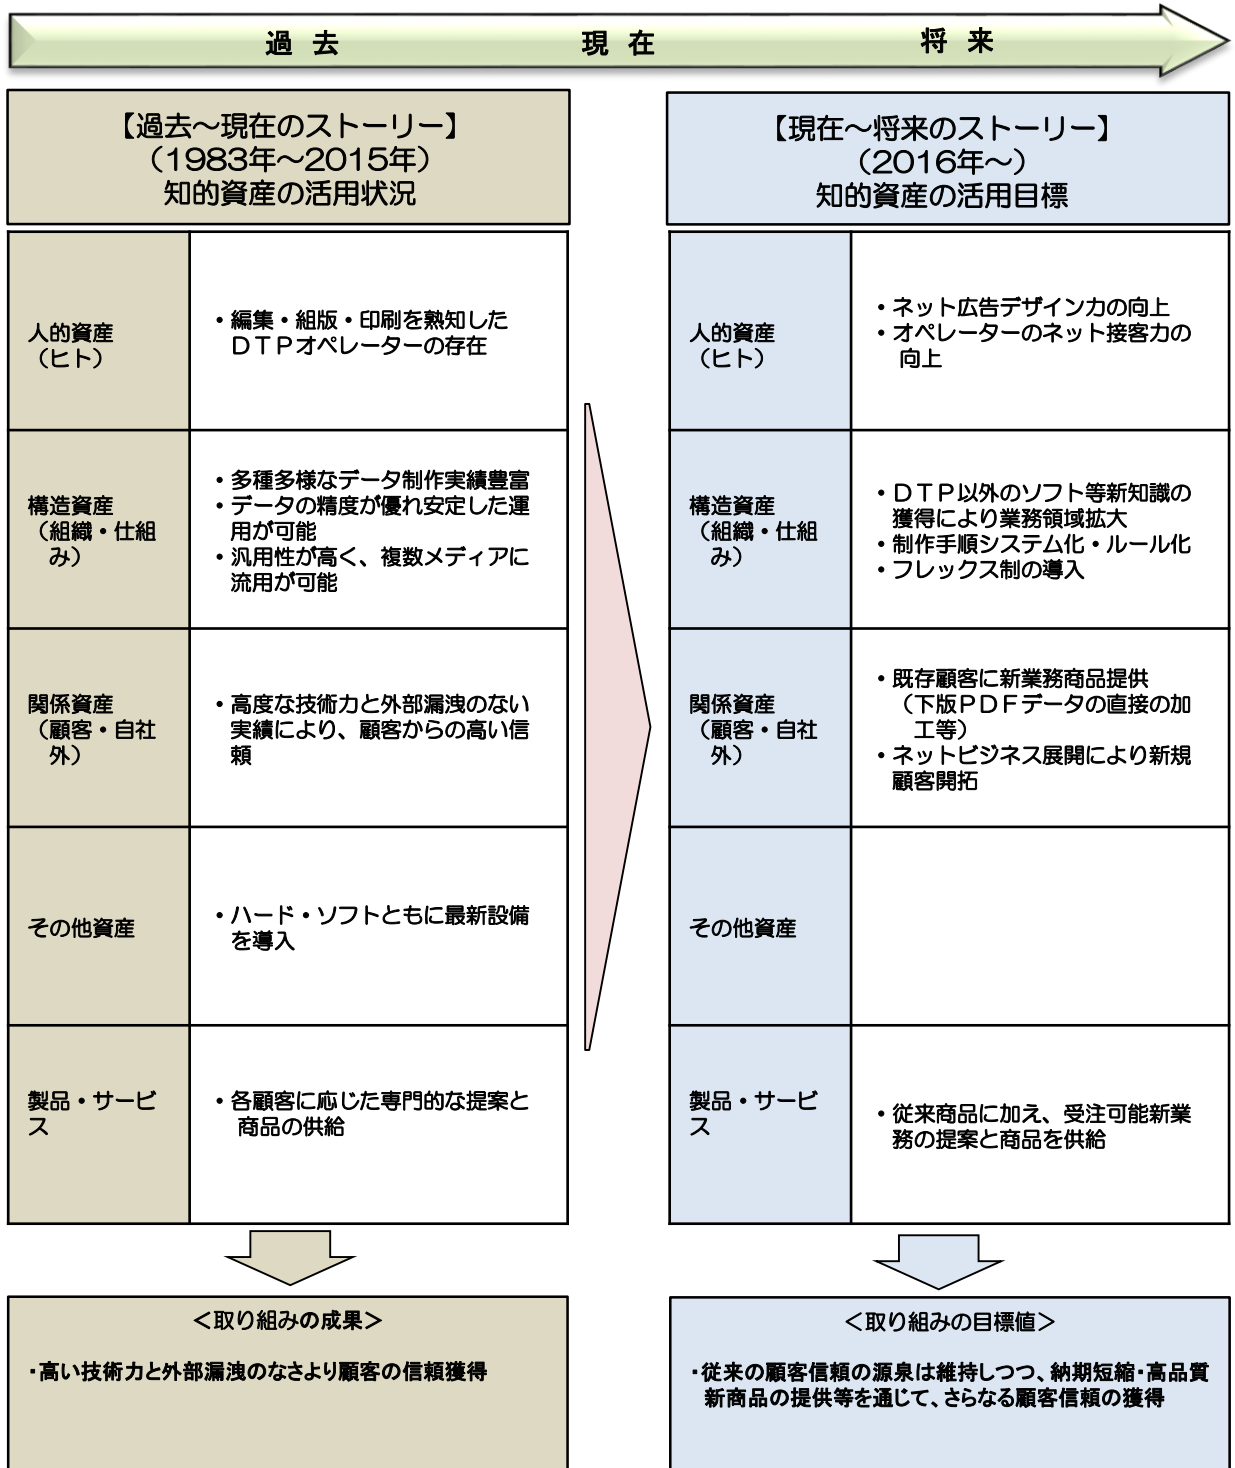 過 去 現 在 将 来
【過去～現在のストーリー】
（1983年～2015年）
知的資産の活用状況
人的資産
（ヒト）
・編集・組版・印刷を熟知した
ＤＴＰオペレーターの存在
構造資産
（組織・仕組
み）
・多種多様なデータ制作実績豊富
・データの精度が優れ安定した運
用が可能
・汎用性が高く、複数メディアに
流用が可能
関係資産
（顧客・自社
外）
・高度な技術力と外部漏洩のない
実績により、顧客からの高い信
頼
その他資産
・ハード・ソフトともに最新設備
を導入
製品・サービ
ス
・各顧客に応じた専門的な提案と
商品の供給
＜取り組みの成果＞
・高い技術力と外部漏洩のなさより顧客の信頼獲得
【現在～将来のストーリー】
（2016年～）
知的資産の活用目標
人的資産
（ヒト）
・ネット広告デザイン力の向上
・オペレーターのネット接客力の
向上
構造資産
（組織・仕組
み）
・ＤＴＰ以外のソフト等新知識の
獲得により業務領域拡大
・制作手順システム化・ルール化
・フレックス制の導入
関係資産
（顧客・自社
外）
・既存顧客に新業務商品提供
（下版ＰＤＦデータの直接の加
工等）
・ネットビジネス展開により新規
顧客開拓
その他資産
製品・サービ
ス
・従来商品に加え、受注可能新業
務の提案と商品を供給
＜取り組みの目標値＞
・従来の顧客信頼の源泉は維持しつつ、納期短縮・高品質
新商品の提供等を通じて、さらなる顧客信頼の獲得